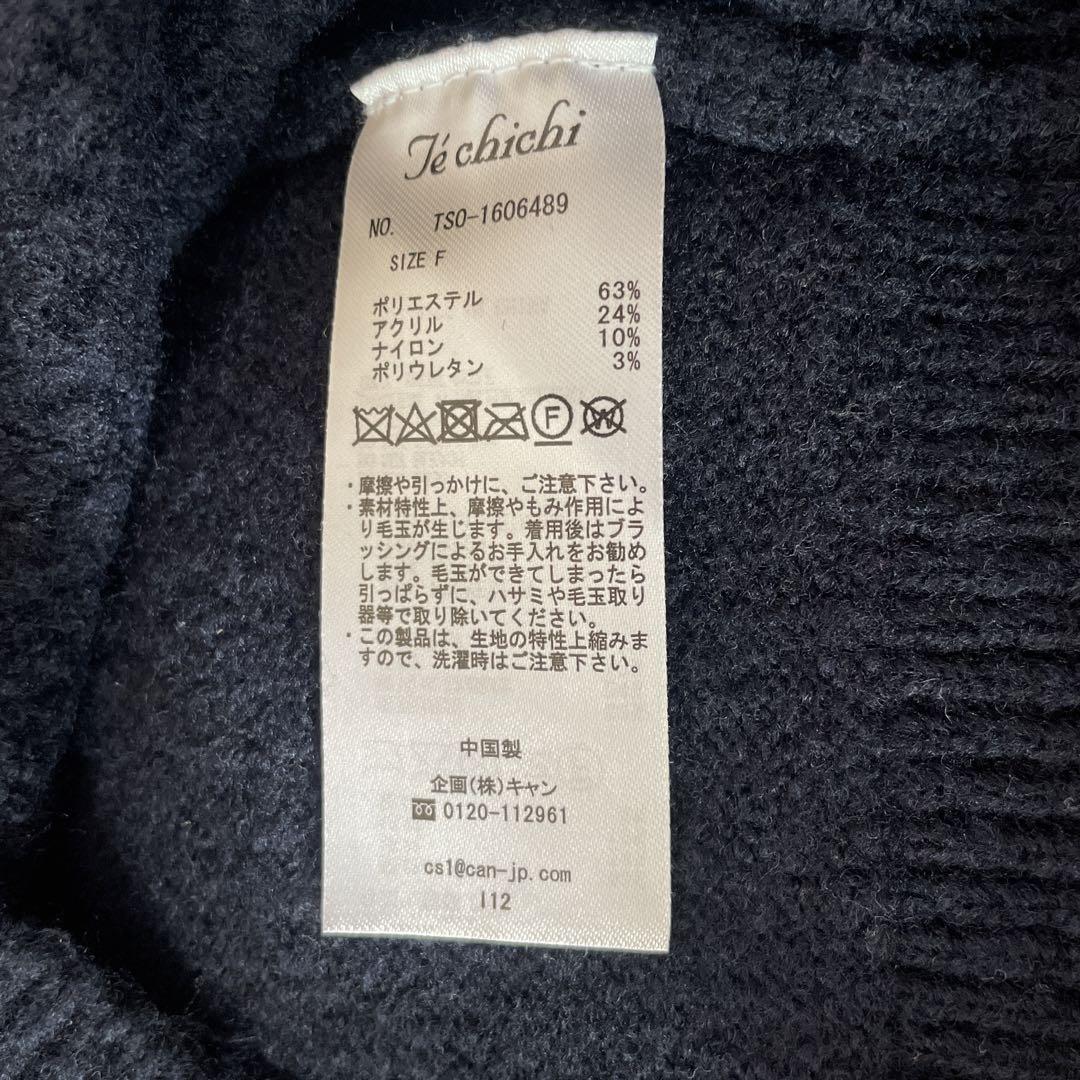 Té chichi
NO. TSO-1606489
SIZE F
ポリエステル 63%
アクリル 24%
ナイロン 10%
ポリウレタン 3%
F W
・摩擦や引っかけに、ご注意下さい。
・素材特性上、摩擦やもみ作用によ
り毛玉が生じます。着用後はブラ
ッシングによるお手入れをお勧め
します。毛玉ができてしまったら
引っぱらずに、ハサミや毛玉取り
器等で取り除いてください。
・この製品は、生地の特性上縮みま
すので、洗濯時はご注意下さい。
中国製
企画(株)キャン
0120-112961
cs1@can-jp.com
I12